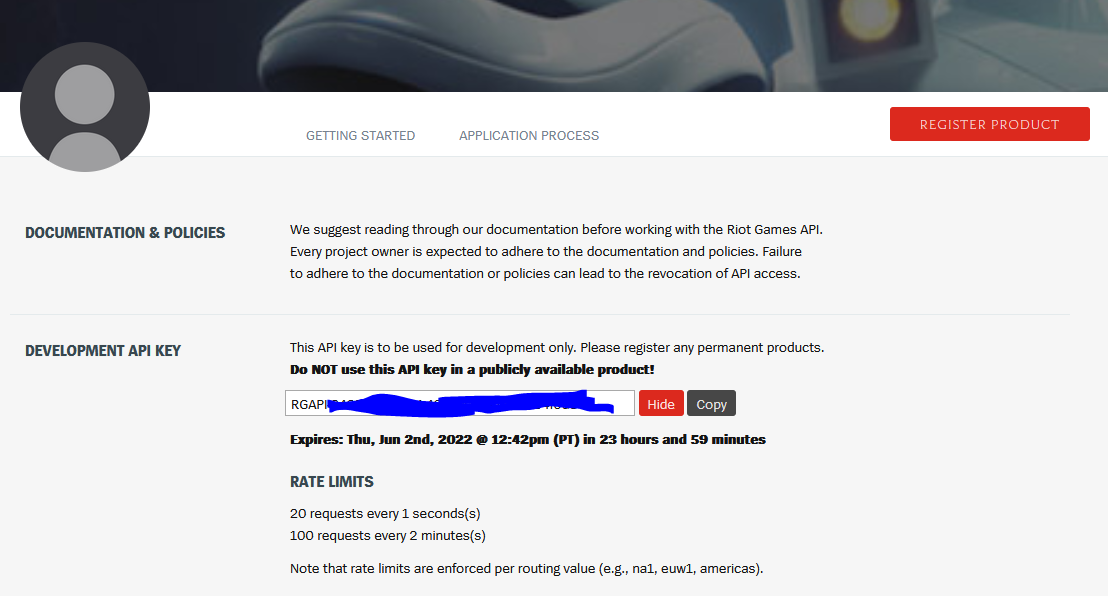 GETTING STARTED
APPLICATION PROCESS
REGISTER PRODUCT
DOCUMENTATION & POLICIES
We suggest reading through our documentation before working with the Riot Games API.
Every project owner is expected to adhere to the documentation and policies. Failure
to adhere to the documentation or policies can lead to the revocation of API access.
DEVELOPMENT API KEY
This API key is to be used for development only. Please register any permanent products.
Do NOT use this API key in a publicly available product!
RGAPI
Hide
Copy
Expires: Thu, Jun 2nd, 2022 @ 12:42pm (PT) in 23 hours and 59 minutes
RATE LIMITS
20 requests every 1 seconds(s)
100 requests every 2 minutes(s)
Note that rate limits are enforced per routing value (e.g., na1, euw1, americas).